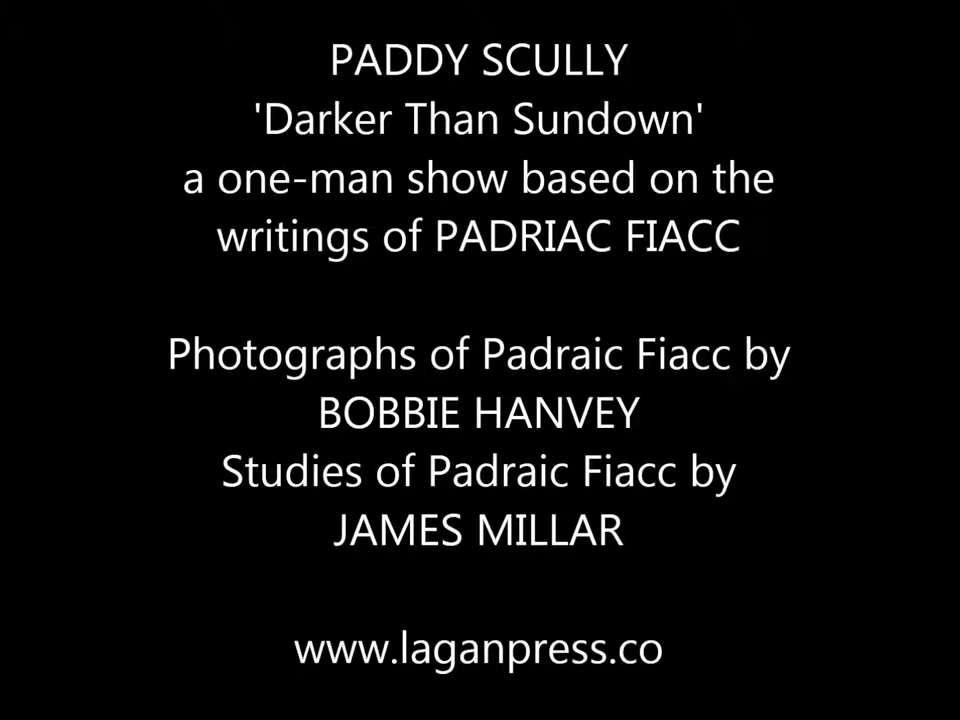 PADDY SCULLY
'Darker Than Sundown'
a one-man show based on the
writings of PADRIAC FIACC
Photographs of Padraic Fiacc by
BOBBIE HANVEY
Studies of Padraic Fiacc by
JAMES MILLAR
www.laganpress.co